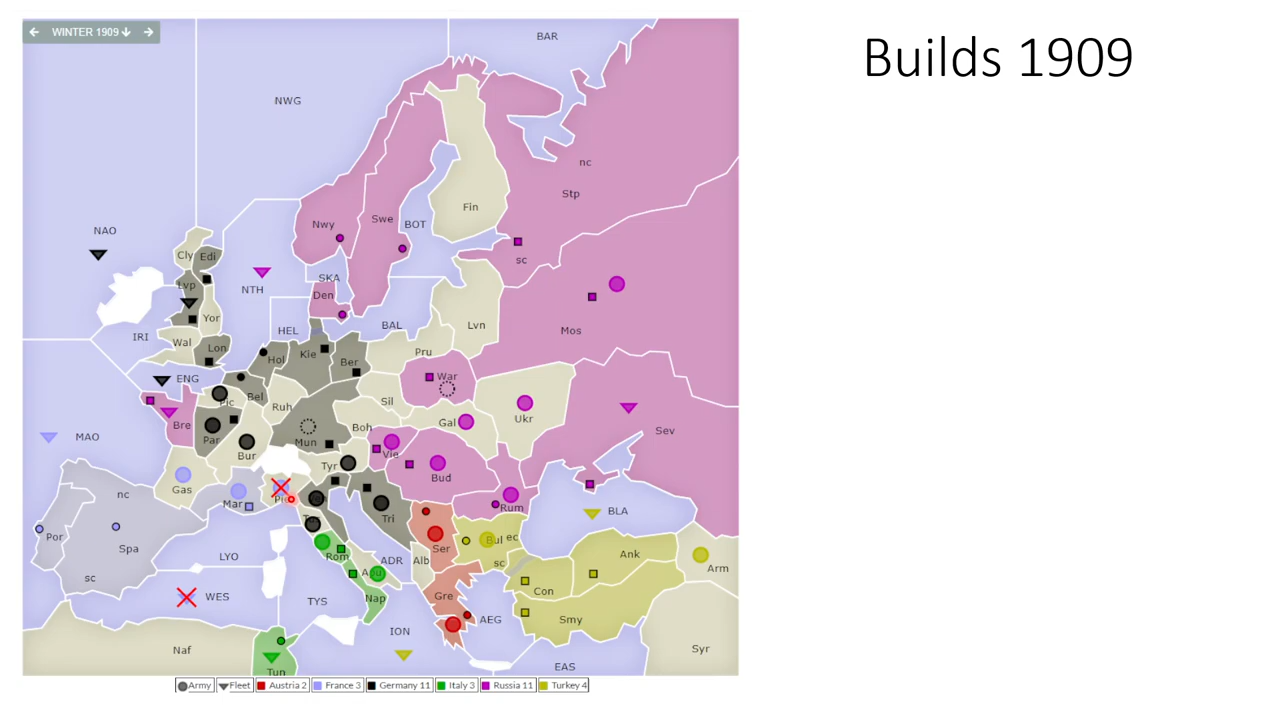 Builds 1909
← WINTER 1909 ↓ →
BAR
NWG
nc
Stp
Fin
Nwy
Swe
BOT
NAO
Cly
Edi
sc
NTH
SKA
Den
Lvp
Mos
Yor
HEL
BAL
Lvn
IRI
Wal
Lon
Hol
Kie
Ber
Pru
War
ENG
Pic
Bel
Ruh
Sil
Gal
Ukr
Sev
MAO
Bre
Par
Mun
Boh
Vie
Bur
Tyr
Bud
Gas
nc
Mar
Pie
Tri
Rum
Por
Spa
BLA
Ser
Bul
ec
Rom
ADR
Alb
sc
Ank
Arm
LYO
Apu
sc
Con
WES
TYS
Nap
Gre
AEG
Smy
ION
Naf
Tun
EAS
Syr
Army Fleet Austria 2 France 3 Germany 11 Italy 3 Russia 11 Turkey 4